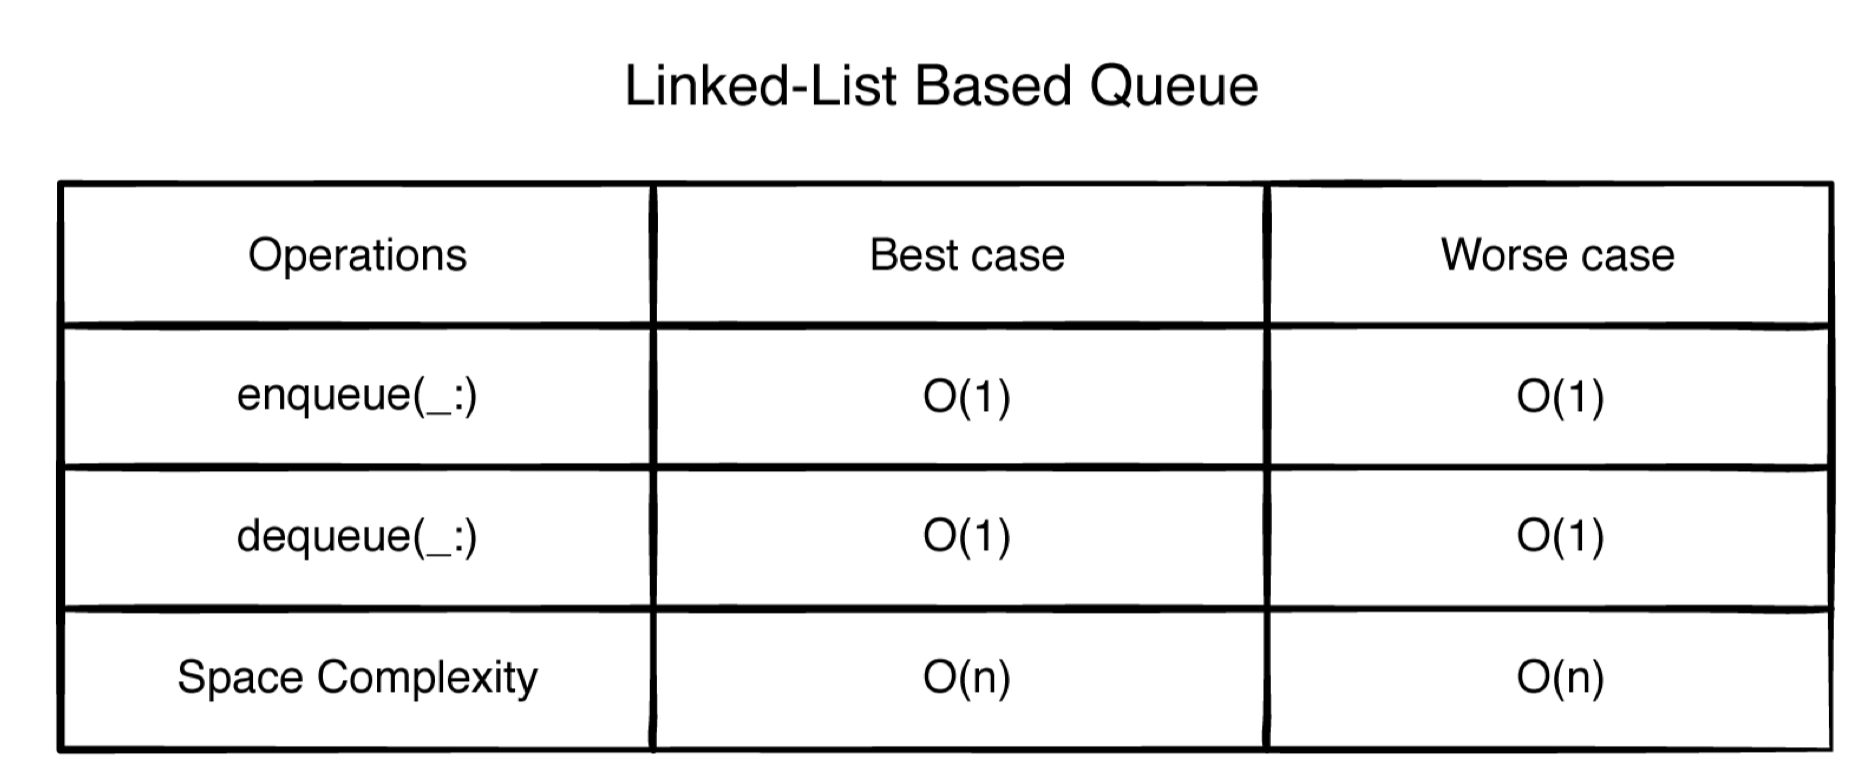 Linked-List Based Queue
Operations Best case Worse case
enqueue(_:) O(1) O(1)
dequeue(_:) O(1) O(1)
Space Complexity O(n) O(n)